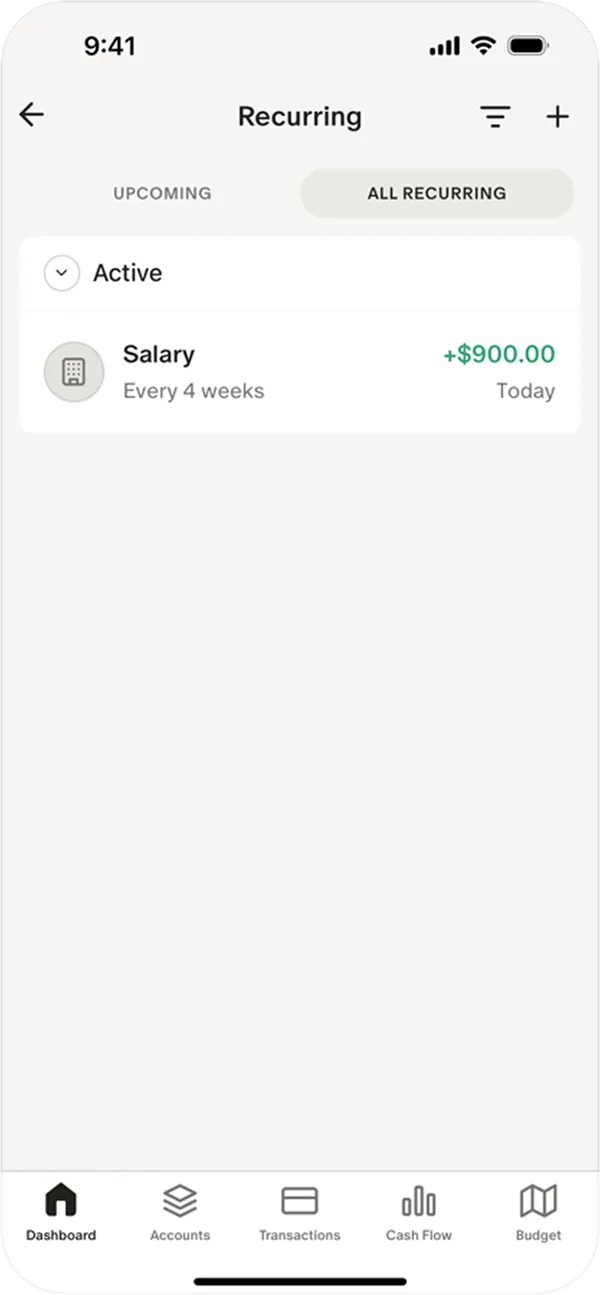 9:41
Recurring
UPCOMING
ALL RECURRING
Active
Salary
+$900.00
Every 4 weeks
Today
Dashboard
Accounts
Transactions
Cash Flow
Budget